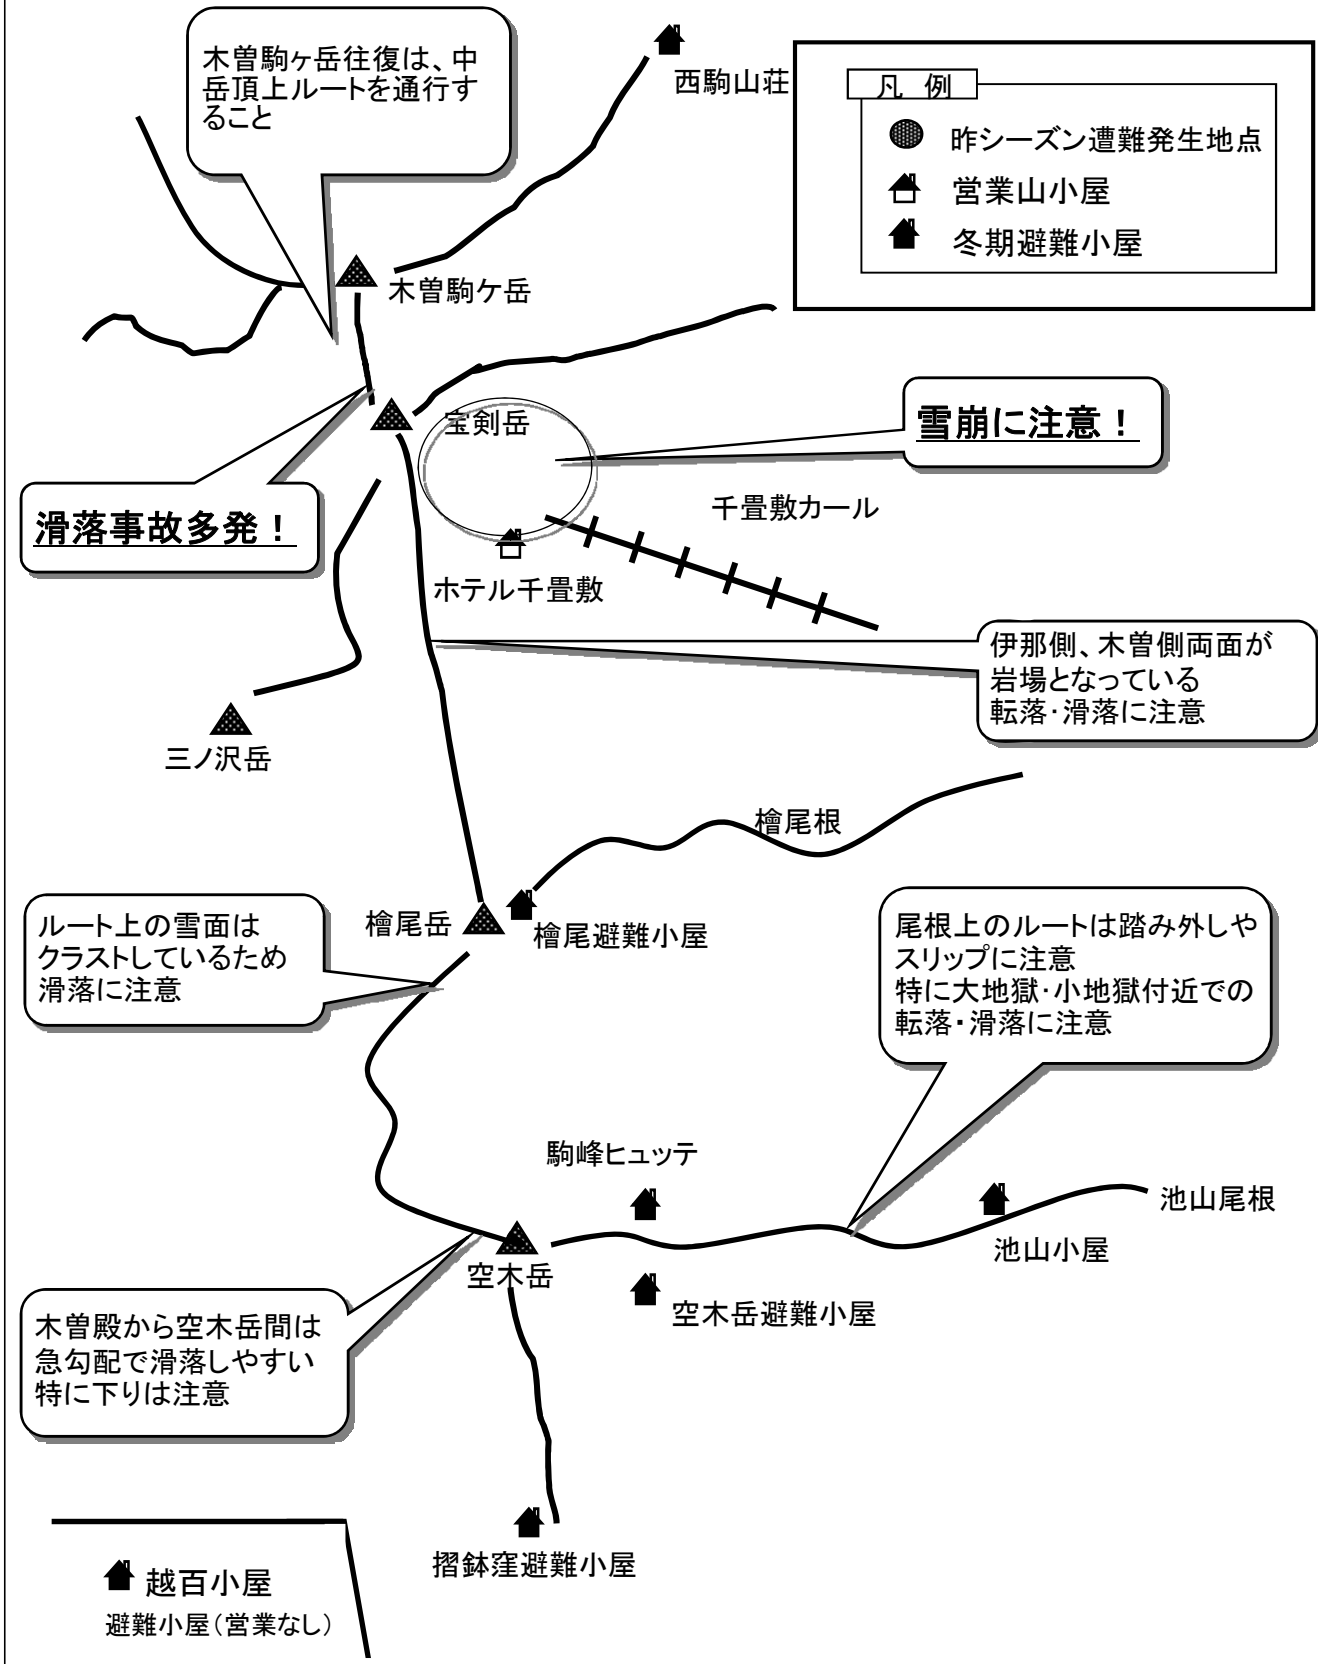 木曽駒ヶ岳往復は、中
岳頂上ルートを通行す
ること
西駒山荘
凡 例
昨シーズン遭難発生地点
営業山小屋
冬期避難小屋
木曽駒ケ岳
宝剣岳
雪崩に注意！
千畳敷カール
滑落事故多発！
ホテル千畳敷
伊那側、木曽側両面が
岩場となっている
転落・滑落に注意
三ノ沢岳
檜尾根
檜尾岳
檜尾避難小屋
ルート上の雪面は
クラストしているため
滑落に注意
尾根上のルートは踏み外しや
スリップに注意
特に大地獄・小地獄付近での
転落・滑落に注意
駒峰ヒュッテ
池山尾根
池山小屋
空木岳
空木岳避難小屋
木曽殿から空木岳間は
急勾配で滑落しやすい
特に下りは注意
摺鉢窪避難小屋
越百小屋
避難小屋（営業なし）